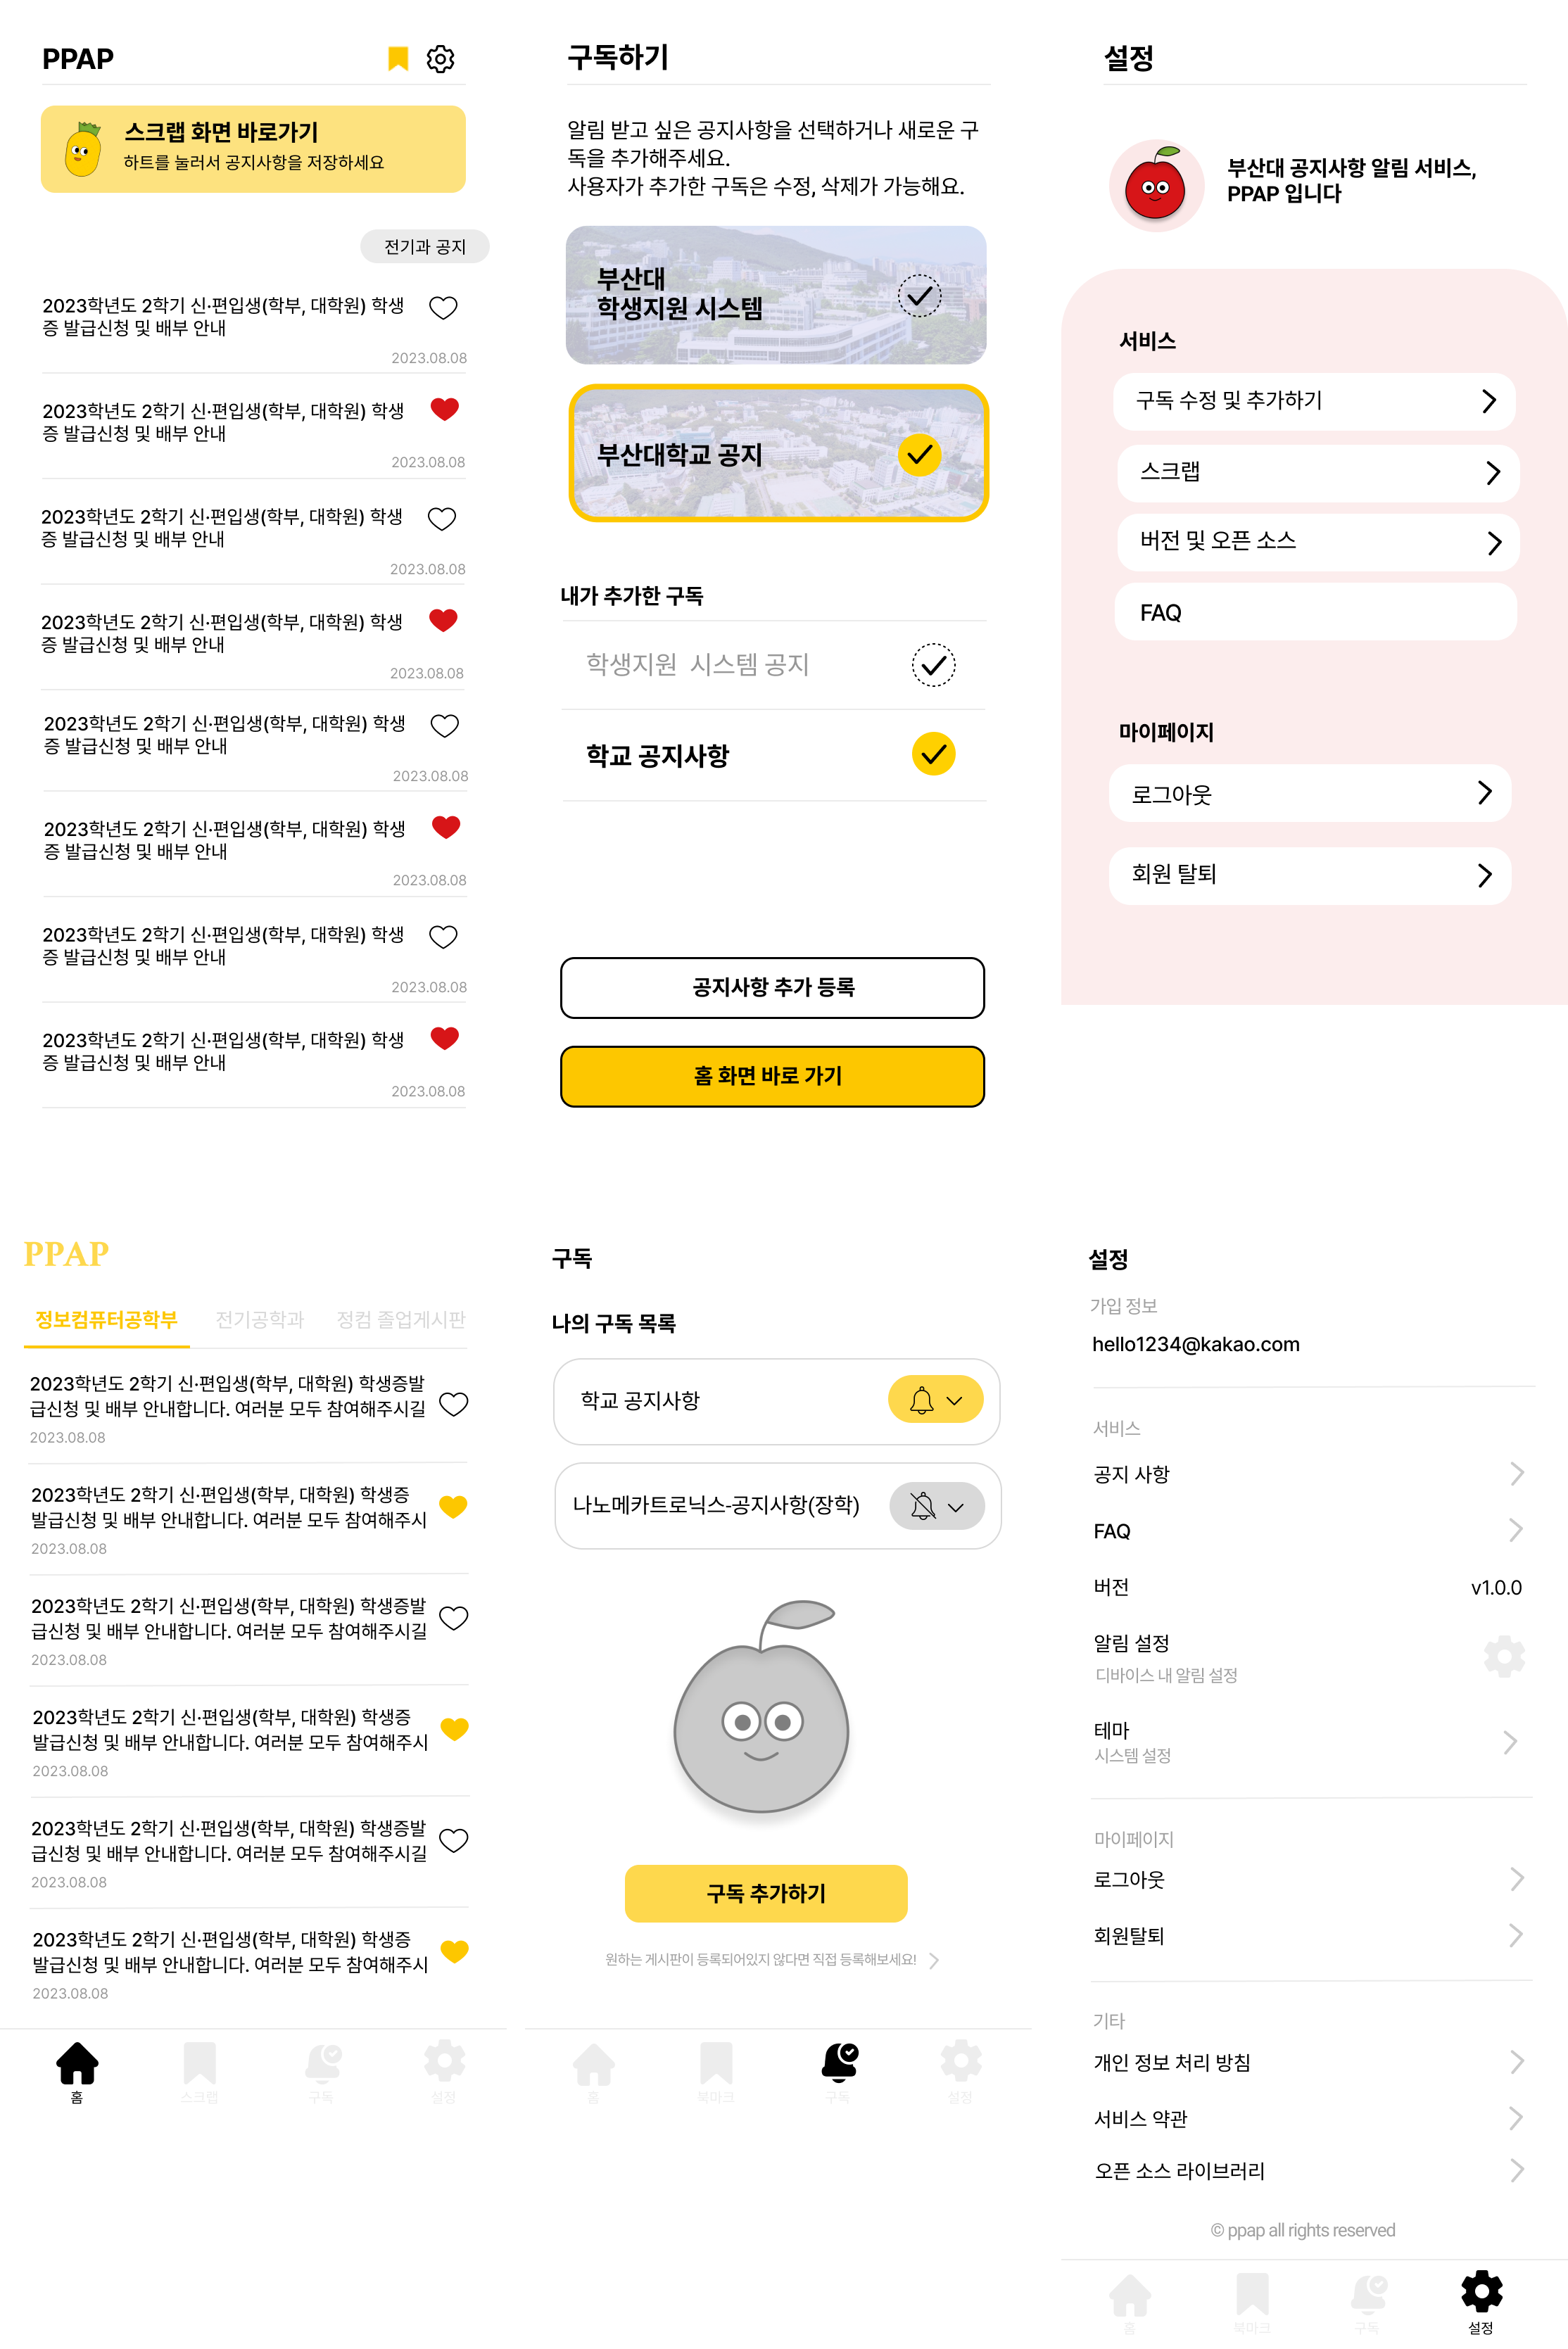 PPAP
스크랩 화면 바로가기
하트를 눌러서 공지사항을 저장하세요
전기과 공지
2023학년도 2학기 신·편입생(학부, 대학원) 학생
증 발급신청 및 배부 안내
2023.08.08
2023학년도 2학기 신·편입생(학부, 대학원) 학생
증 발급신청 및 배부 안내
2023.08.08
2023학년도 2학기 신·편입생(학부, 대학원) 학생
증 발급신청 및 배부 안내
2023.08.08
2023학년도 2학기 신·편입생(학부, 대학원) 학생
증 발급신청 및 배부 안내
2023.08.08
2023학년도 2학기 신·편입생(학부, 대학원) 학생
증 발급신청 및 배부 안내
2023.08.08
2023학년도 2학기 신·편입생(학부, 대학원) 학생
증 발급신청 및 배부 안내
2023.08.08
2023학년도 2학기 신·편입생(학부, 대학원) 학생
증 발급신청 및 배부 안내
2023.08.08
2023학년도 2학기 신·편입생(학부, 대학원) 학생
증 발급신청 및 배부 안내
2023.08.08
구독하기
알림 받고 싶은 공지사항을 선택하거나 새로운 구
독을 추가해주세요.
사용자가 추가한 구독은 수정, 삭제가 가능해요.
부산대
학생지원 시스템
부산대학교 공지
내가 추가한 구독
학생지원 시스템 공지
학교 공지사항
공지사항 추가 등록
홈 화면 바로 가기
설정
부산대 공지사항 알림 서비스,
PPAP 입니다
서비스
구독 수정 및 추가하기
스크랩
버전 및 오픈 소스
FAQ
마이페이지
로그아웃
회원 탈퇴
PPAP
정보컴퓨터공학부 전기공학과 정컴 졸업게시판
2023학년도 2학기 신·편입생(학부, 대학원) 학생증발
급신청 및 배부 안내합니다. 여러분 모두 참여해주시길
2023.08.08
2023학년도 2학기 신·편입생(학부, 대학원) 학생증
발급신청 및 배부 안내합니다. 여러분 모두 참여해주시
2023.08.08
2023학년도 2학기 신·편입생(학부, 대학원) 학생증발
급신청 및 배부 안내합니다. 여러분 모두 참여해주시길
2023.08.08
2023학년도 2학기 신·편입생(학부, 대학원) 학생증
발급신청 및 배부 안내합니다. 여러분 모두 참여해주시
2023.08.08
2023학년도 2학기 신·편입생(학부, 대학원) 학생증발
급신청 및 배부 안내합니다. 여러분 모두 참여해주시길
2023.08.08
2023학년도 2학기 신·편입생(학부, 대학원) 학생증
발급신청 및 배부 안내합니다. 여러분 모두 참여해주시
2023.08.08
홈 스크랩 구독 설정
구독
나의 구독 목록
학교 공지사항
나노메카트로닉스-공지사항(장학)
구독 추가하기
원하는 게시판이 등록되어있지 않다면 직접 등록해보세요!
홈 북마크 구독 설정
설정
가입 정보
hello1234@kakao.com
서비스
공지 사항
FAQ
버전 v1.0.0
알림 설정
디바이스 내 알림 설정
테마
시스템 설정
마이페이지
로그아웃
회원탈퇴
기타
개인 정보 처리 방침
서비스 약관
오픈 소스 라이브러리
© ppap all rights reserved
홈 북마크 구독 설정